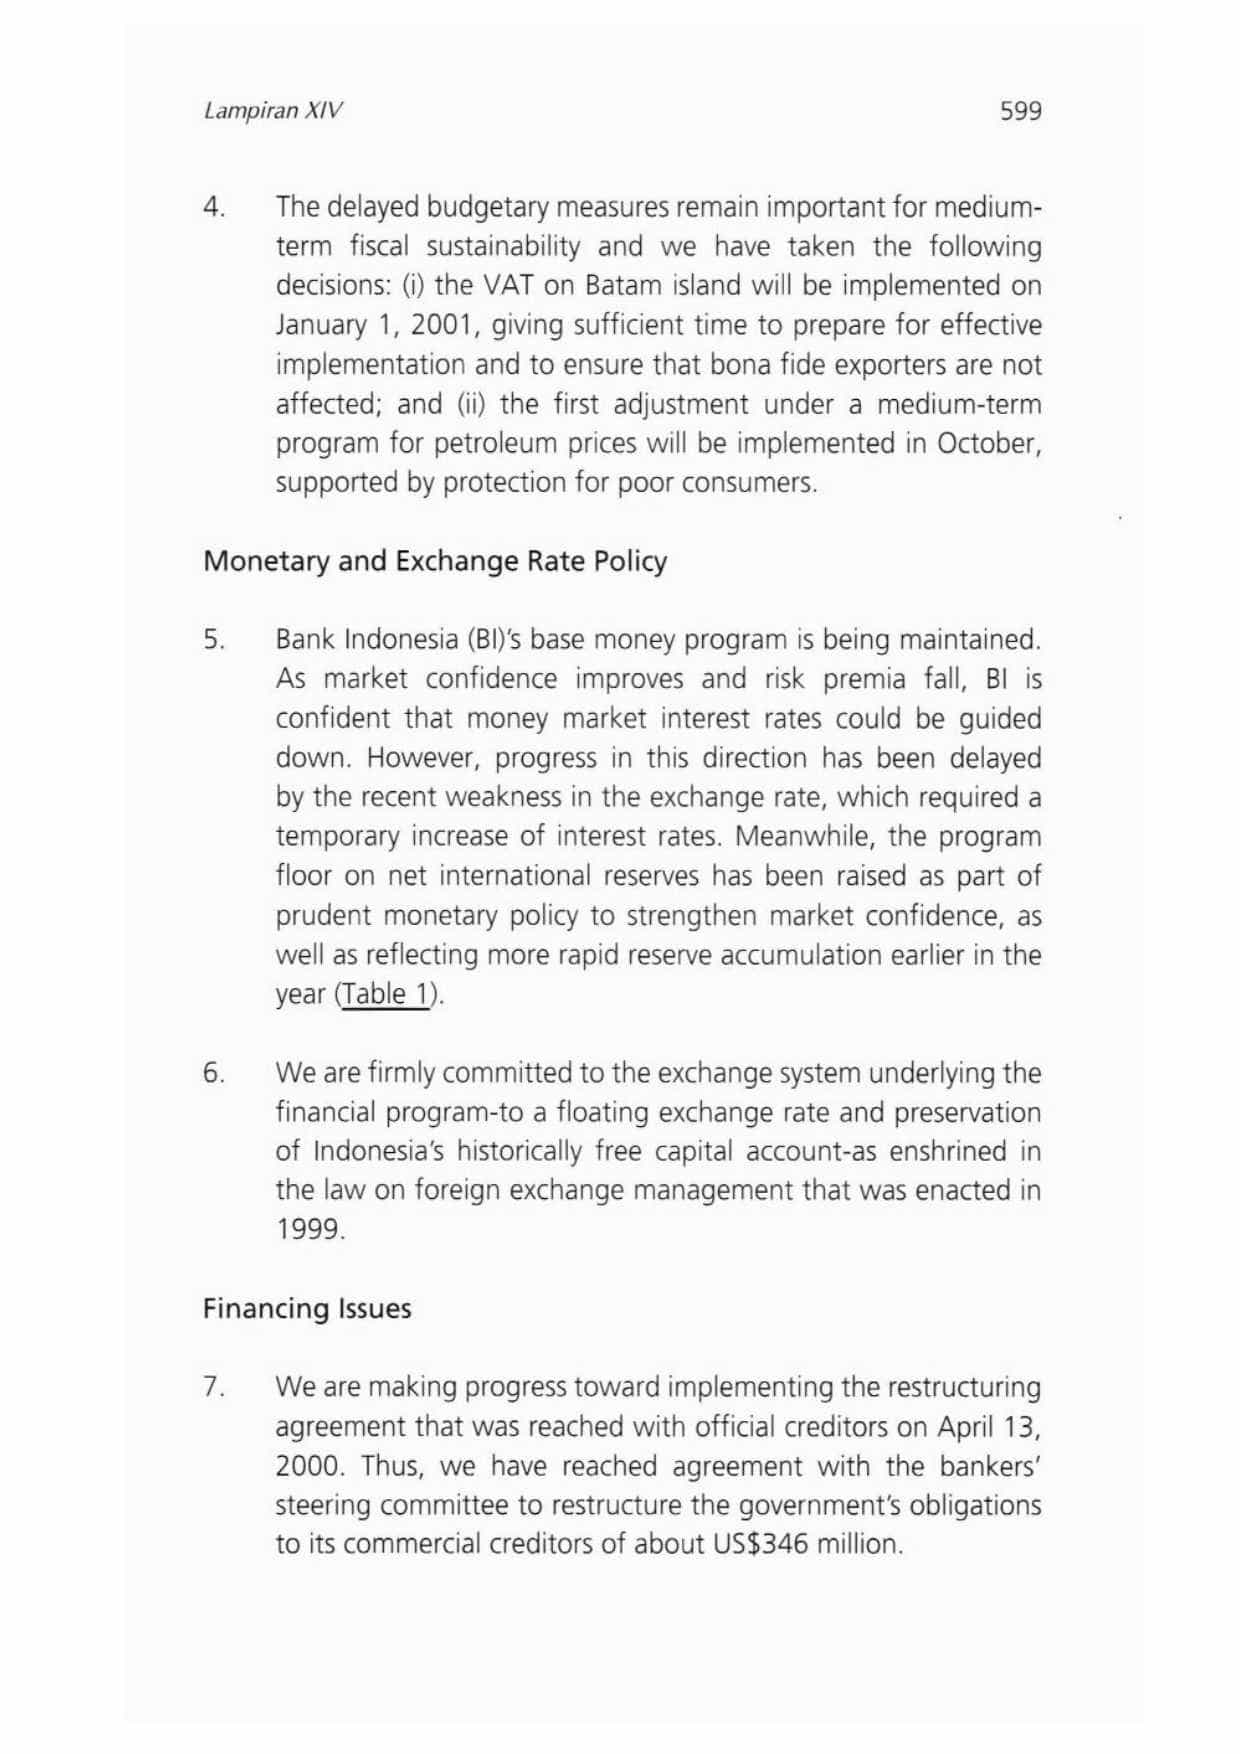 Lampiran XIV 599
4. The delayed budgetary measures remain important for medium-
term fiscal sustainability and we have taken the following
decisions: (i) the VAT on Batam island will be implemented on
January 1, 2001, giving sufficient time to prepare for effective
implementation and to ensure that bona fide exporters are not
affected; and (ii) the first adjustment under a medium-term
program for petroleum prices will be implemented in October,
supported by protection for poor consumers.
Monetary and Exchange Rate Policy
5. Bank Indonesia (BI)’s base money program is being maintained.
As market confidence improves and risk premia fall, BI is
confident that money market interest rates could be guided
down. However, progress in this direction has been delayed
by the recent weakness in the exchange rate, which required a
temporary increase of interest rates. Meanwhile, the program
floor on net international reserves has been raised as part of
prudent monetary policy to strengthen market confidence, as
well as reflecting more rapid reserve accumulation earlier in the
year (Table 1).
6. We are firmly committed to the exchange system underlying the
financial program-to a floating exchange rate and preservation
of Indonesia’s historically free capital account-as enshrined in
the law on foreign exchange management that was enacted in
1999.
Financing Issues
7. We are making progress toward implementing the restructuring
agreement that was reached with official creditors on April 13,
2000. Thus, we have reached agreement with the bankers’
steering committee to restructure the government’s obligations
to its commercial creditors of about US$346 million.